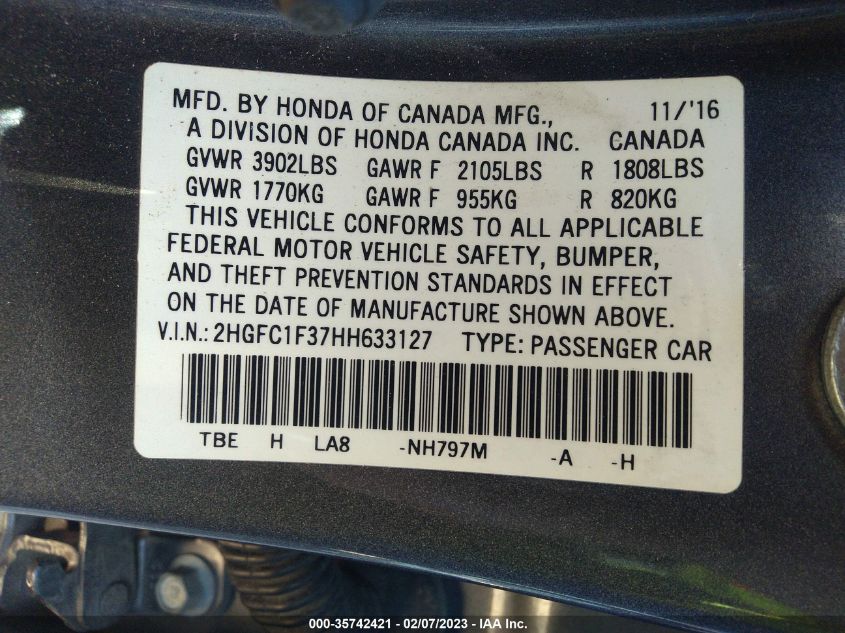 MFD. BY HONDA OF CANADA MFG., 11/'16
A DIVISION OF HONDA CANADA INC. CANADA
GVWR 3902LBS GAWR F 2105LBS R 1808LBS
GVWR 1770KG GAWR F 955KG R 820KG
THIS VEHICLE CONFORMS TO ALL APPLICABLE
FEDERAL MOTOR VEHICLE SAFETY, BUMPER,
AND THEFT PREVENTION STANDARDS IN EFFECT
ON THE DATE OF MANUFACTURE SHOWN ABOVE.
V.I.N.: 2HGFC1F37HH633127 TYPE: PASSENGER CAR
TBE H LA8 -NH797M -A -H
000-35742421 - 02/07/2023 - IAA Inc.